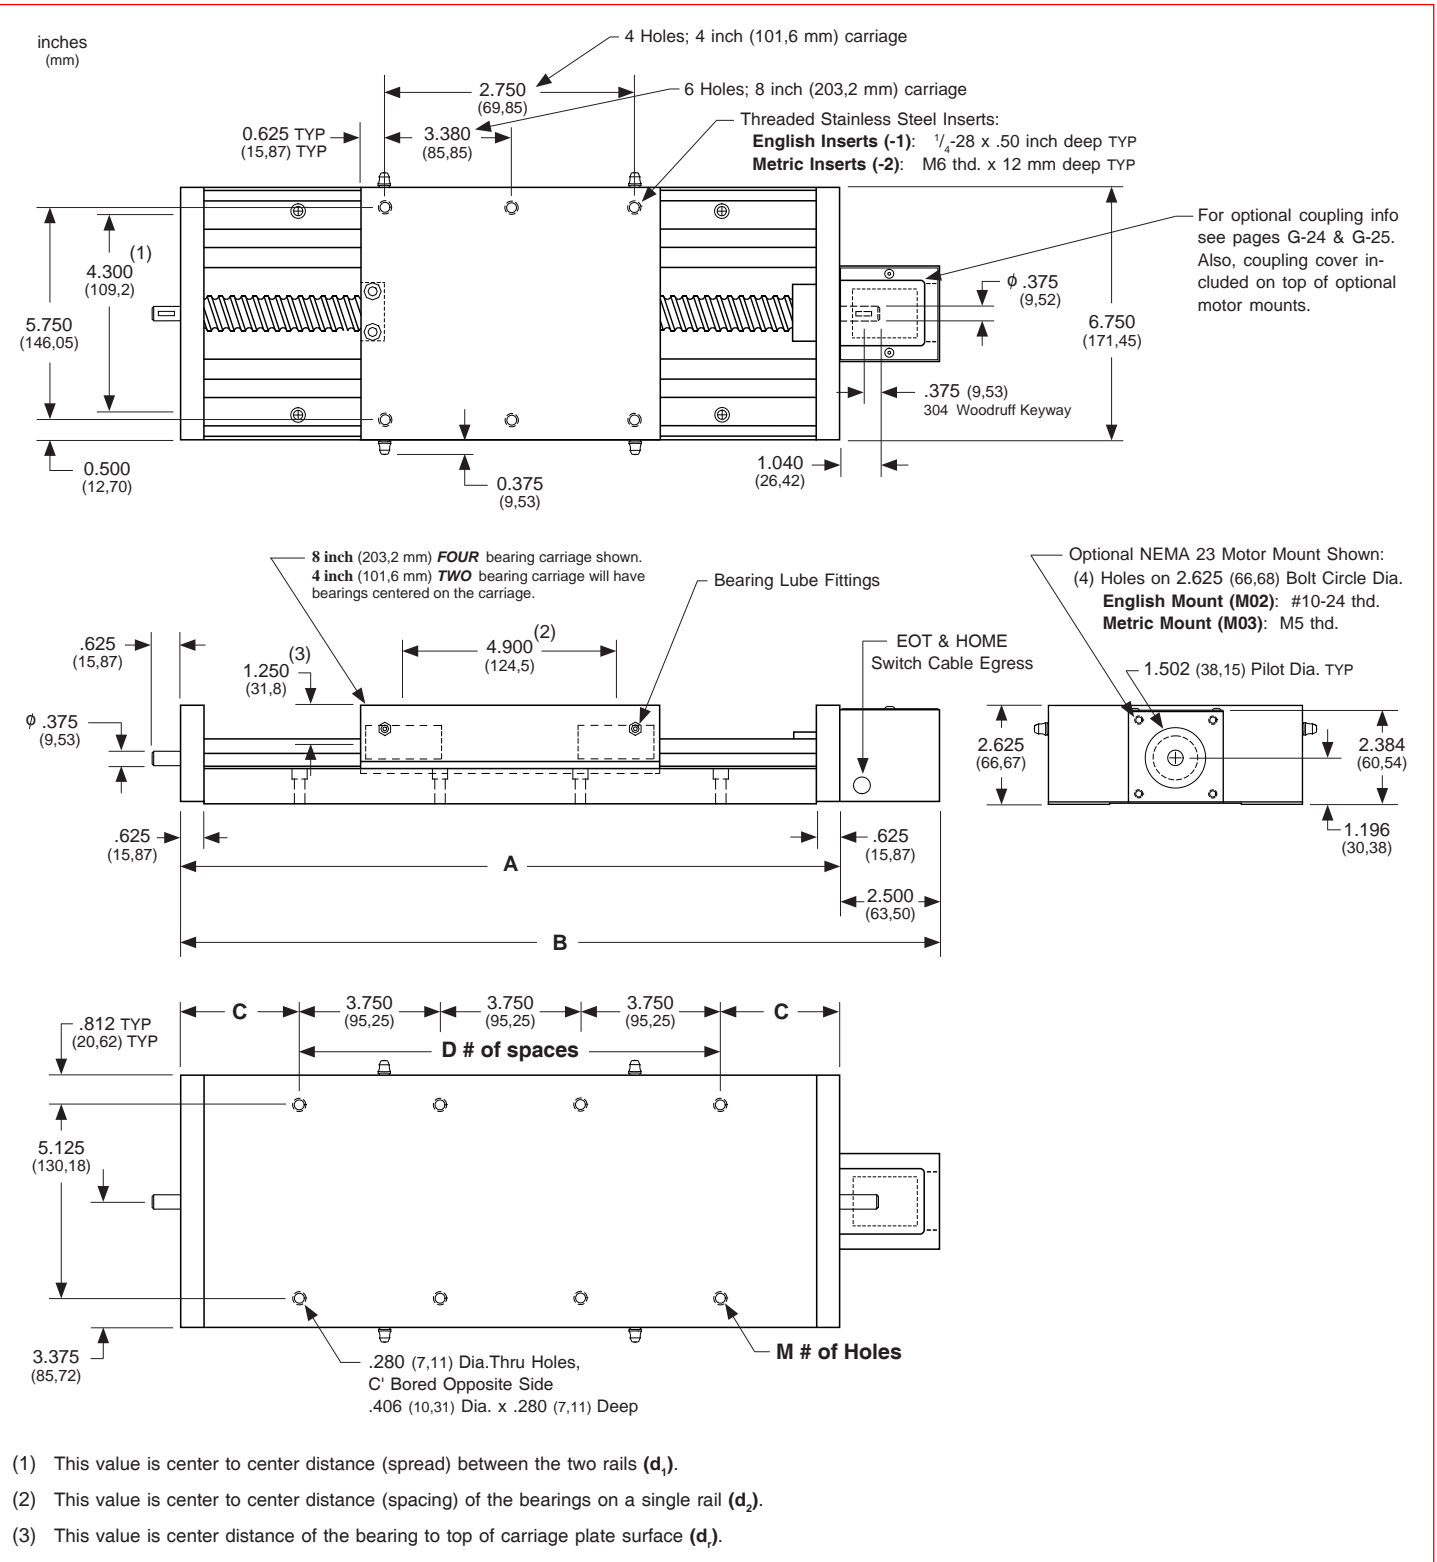 inches
(mm)
4 Holes; 4 inch (101,6 mm) carriage
2.750
(69,85)
6 Holes; 8 inch (203,2 mm) carriage
0.625 TYP
(15,87) TYP
3.380
(85,85)
Threaded Stainless Steel Inserts:
English Inserts (-1): 1/4-28 x .50 inch deep TYP
Metric Inserts (-2): M6 thd. x 12 mm deep TYP
For optional coupling info
see pages G-24 & G-25.
Also, coupling cover in-
cluded on top of optional
motor mounts.
(1)
4.300
(109,2)
5.750
(146,05)
ϕ .375
(9,52)
6.750
(171,45)
.375 (9,53)
304 Woodruff Keyway
0.500
(12,70)
0.375
(9,53)
1.040
(26,42)
8 inch (203,2 mm) FOUR bearing carriage shown.
4 inch (101,6 mm) TWO bearing carriage will have
bearings centered on the carriage.
Bearing Lube Fittings
Optional NEMA 23 Motor Mount Shown:
(4) Holes on 2.625 (66,68) Bolt Circle Dia.
English Mount (M02): #10-24 thd.
Metric Mount (M03): M5 thd.
.625
(15,87)
(3)
1.250
(31,8)
(2)
4.900
(124,5)
EOT & HOME
Switch Cable Egress
1.502 (38,15) Pilot Dia. TYP
ϕ .375
(9,53)
2.625
(66,67)
2.384
(60,54)
1.196
(30,38)
.625
(15,87)
A
.625
(15,87)
2.500
(63,50)
B
C
3.750
(95,25)
3.750
(95,25)
3.750
(95,25)
C
.812 TYP
(20,62) TYP
D # of spaces
5.125
(130,18)
3.375
(85,72)
.280 (7,11) Dia.Thru Holes,
C' Bored Opposite Side
.406 (10,31) Dia. x .280 (7,11) Deep
M # of Holes
(1) This value is center to center distance (spread) between the two rails (d1).
(2) This value is center to center distance (spacing) of the bearings on a single rail (d2).
(3) This value is center distance of the bearing to top of carriage plate surface (dr).